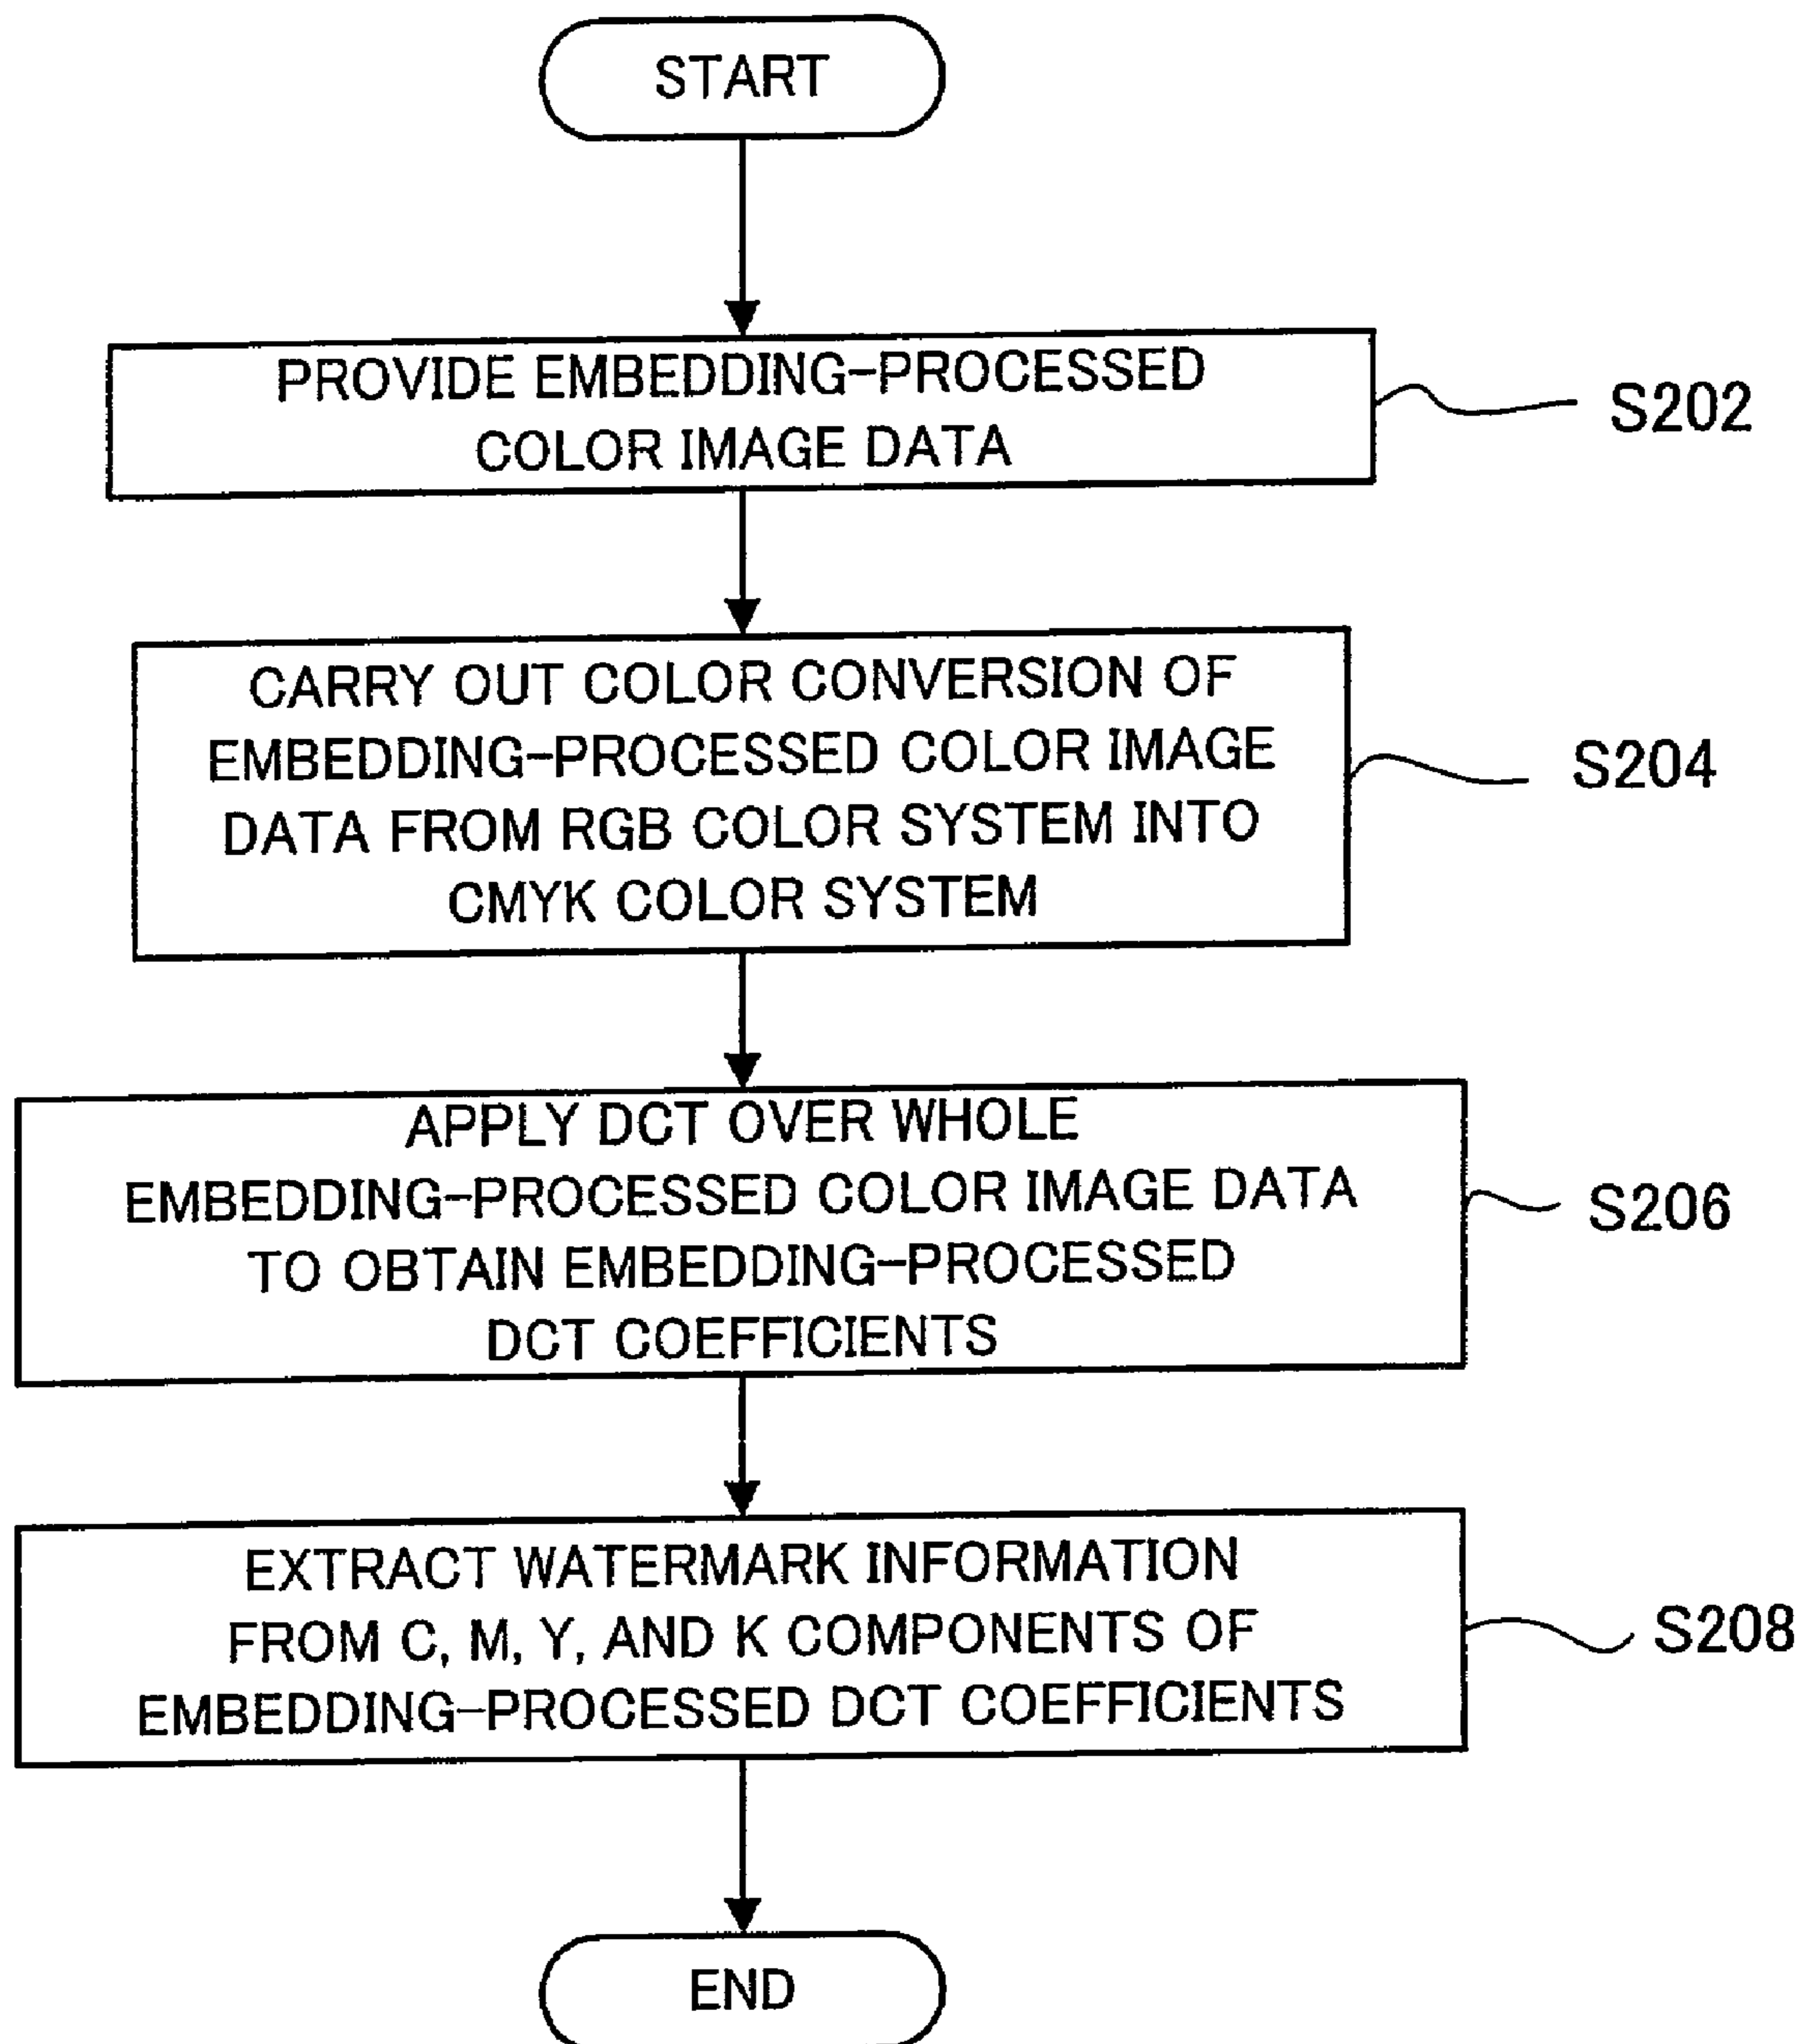 START
PROVIDE EMBEDDING-PROCESSED
COLOR IMAGE DATA
S202
CARRY OUT COLOR CONVERSION OF
EMBEDDING-PROCESSED COLOR IMAGE
DATA FROM RGB COLOR SYSTEM INTO
CMYK COLOR SYSTEM
S204
APPLY DCT OVER WHOLE
EMBEDDING-PROCESSED COLOR IMAGE DATA
TO OBTAIN EMBEDDING-PROCESSED
DCT COEFFICIENTS
S206
EXTRACT WATERMARK INFORMATION
FROM C, M, Y, AND K COMPONENTS OF
EMBEDDING-PROCESSED DCT COEFFICIENTS
S208
END